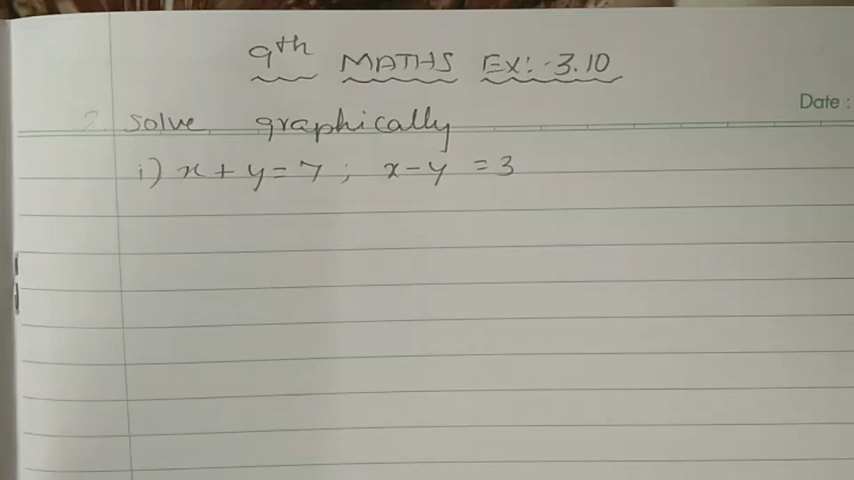 9th MATHS EX:-3.10
Date :
2. Solve graphically
i) x + y = 7 ; x - y = 3